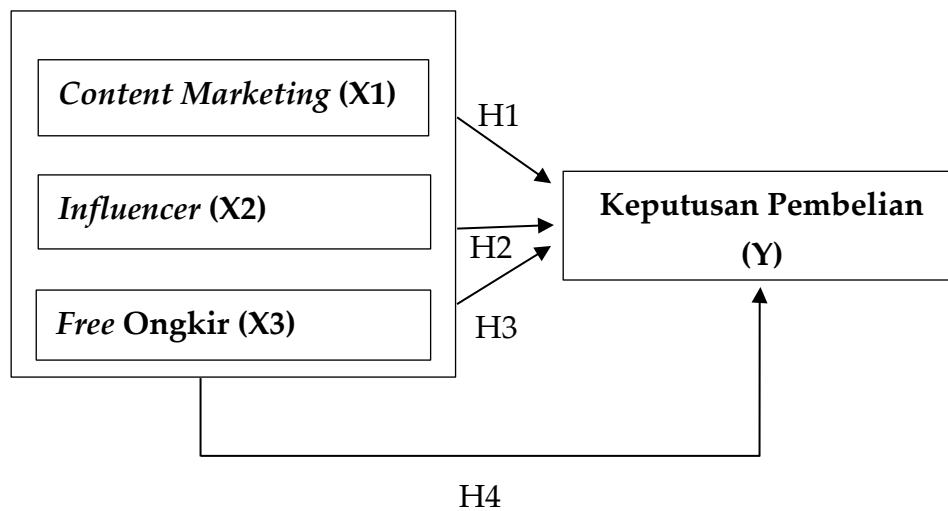 Content Marketing (X1)
H1
Influencer (X2)
H2
Keputusan Pembelian
(Y)
Free Ongkir (X3)
H3
H4